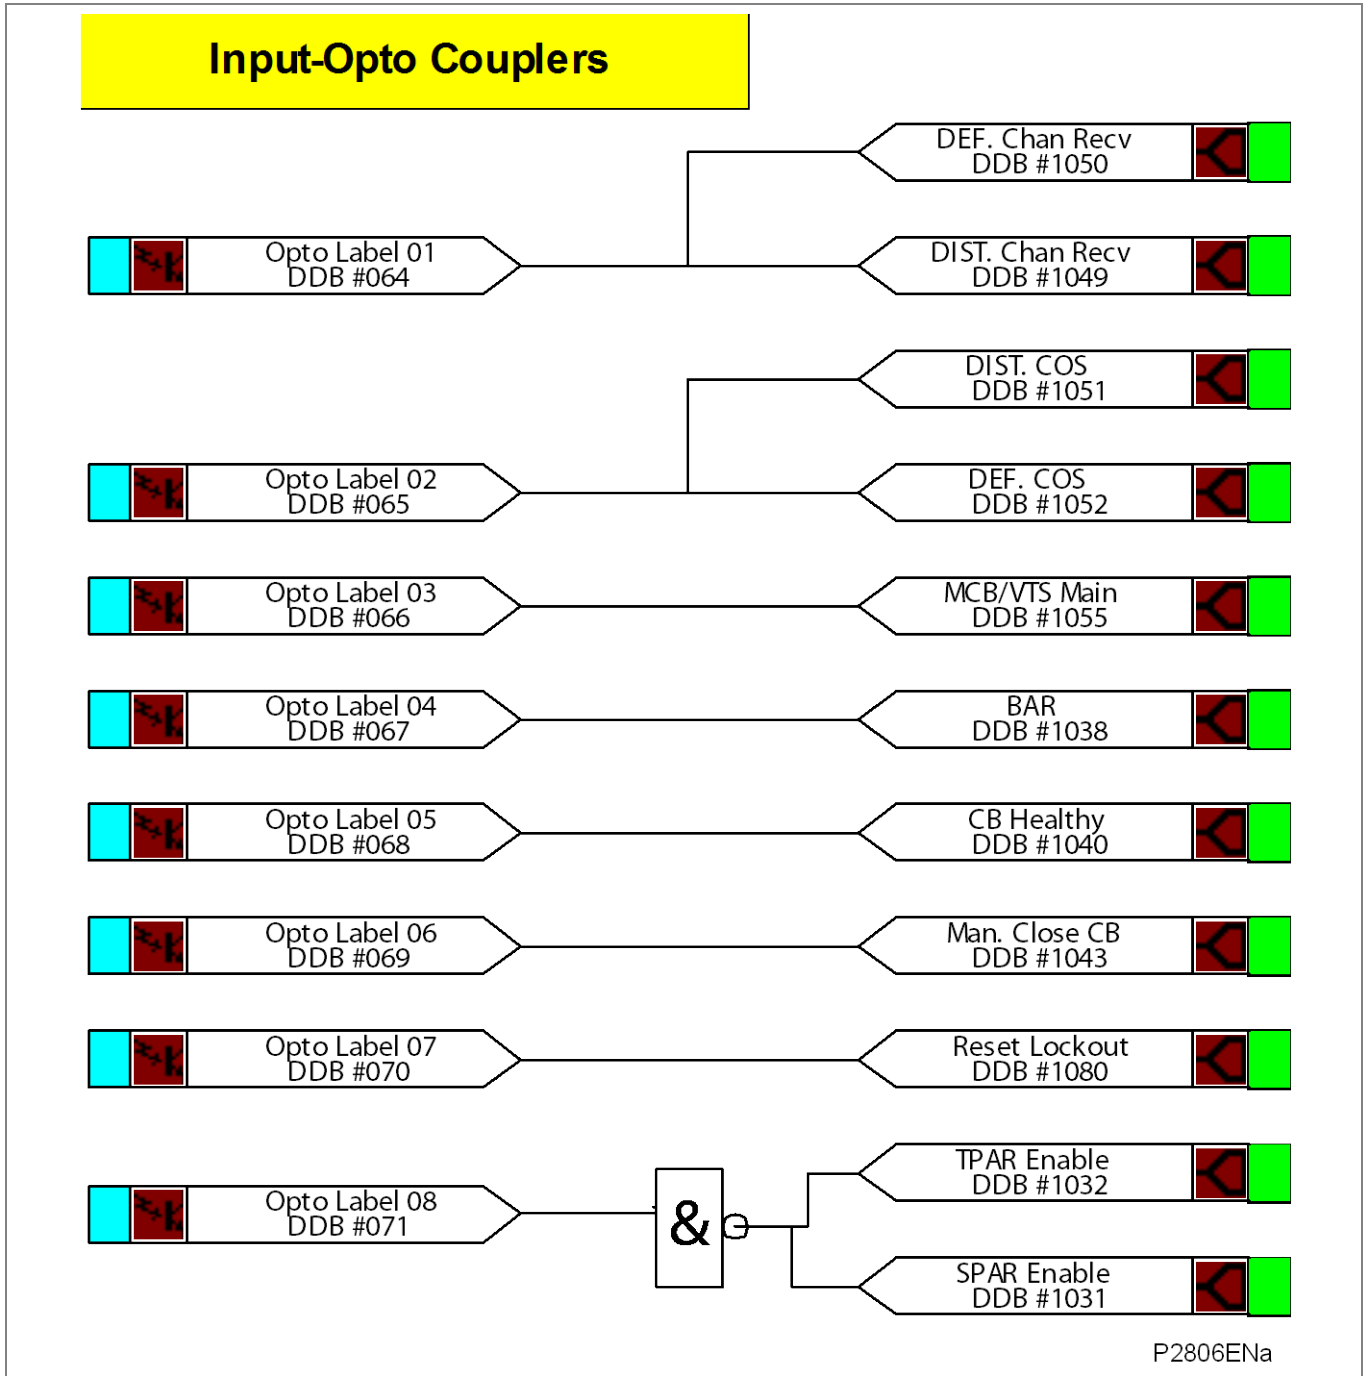 Input-Opto Couplers
DEF. Chan Recv
DDB #1050
Opto Label 01
DDB #064
DIST. Chan Recv
DDB #1049
DIST. COS
DDB #1051
Opto Label 02
DDB #065
DEF. COS
DDB #1052
Opto Label 03
DDB #066
MCB/VTS Main
DDB #1055
Opto Label 04
DDB #067
BAR
DDB #1038
Opto Label 05
DDB #068
CB Healthy
DDB #1040
Opto Label 06
DDB #069
Man. Close CB
DDB #1043
Opto Label 07
DDB #070
Reset Lockout
DDB #1080
TPAR Enable
DDB #1032
Opto Label 08
DDB #071
&
SPAR Enable
DDB #1031
P2806ENa